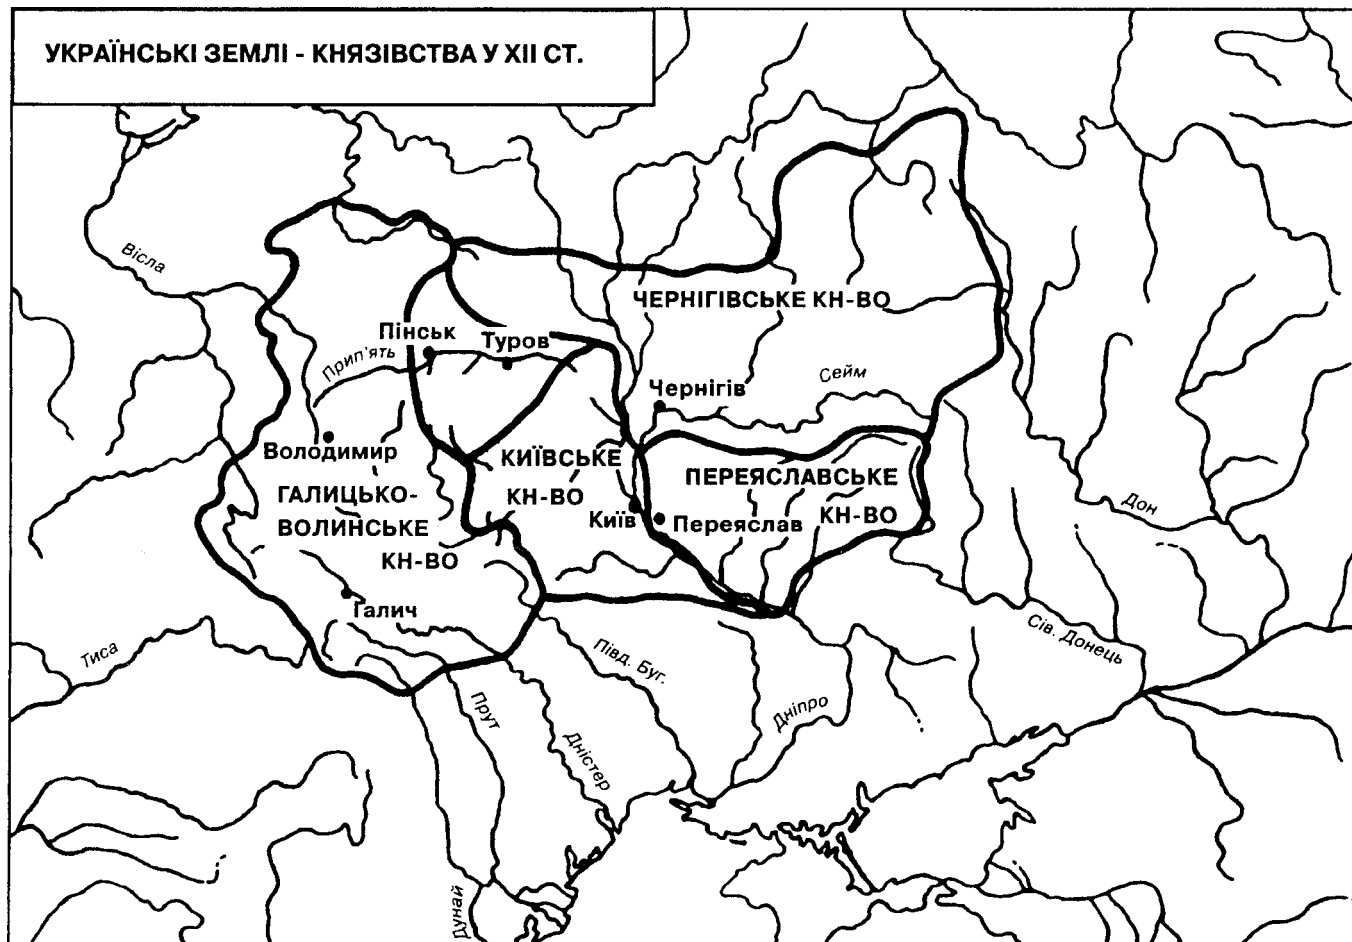 УКРАЇНСЬКІ ЗЕМЛІ - КНЯЗІВСТВА У XII СТ.
Вісла
ЧЕРНІГІВСЬКЕ КН-ВО
Пінськ
Туров
Прип'ять
Сейм
Чернігів
Володимир
КИЇВСЬКЕ
КН-ВО
ПЕРЕЯСЛАВСЬКЕ
КН-ВО
ГАЛИЦЬКО-
ВОЛИНСЬКЕ
КН-ВО
Київ
Переяслав
Дон
Галич
Тиса
Півд. Буг.
Сів. Донець
Прут
Дністер
Дніпро
Дунай